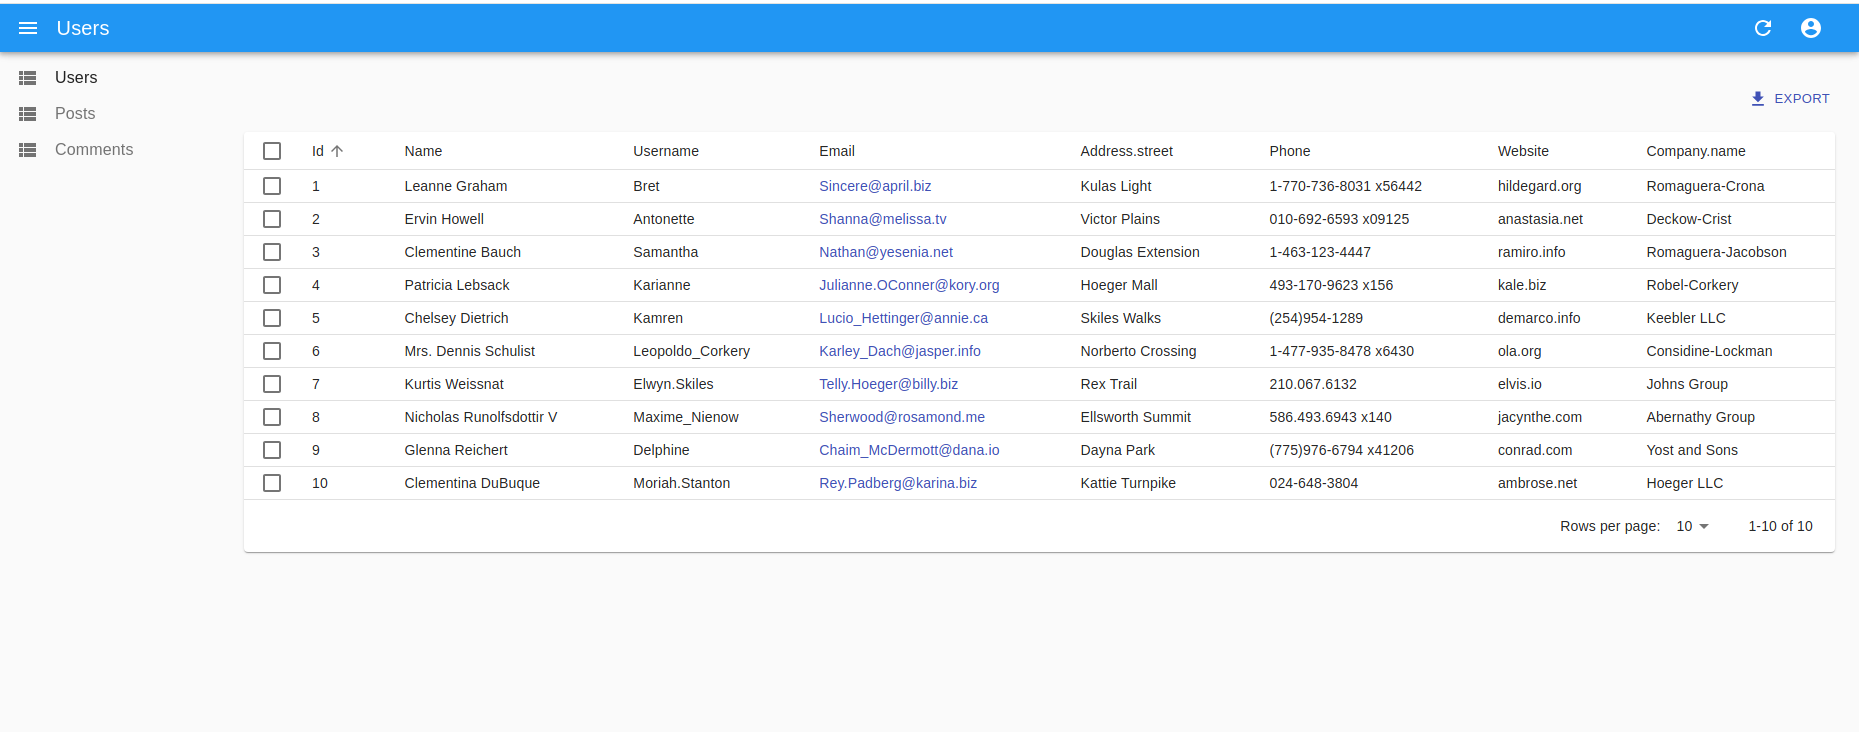 Users
Users
Posts
Comments
EXPORT
Id Name Username Email Address.street Phone Website Company.name
1 Leanne Graham Bret Sincere@april.biz Kulas Light 1-770-736-8031 x56442 hildegard.org Romaguera-Crona
2 Ervin Howell Antonette Shanna@melissa.tv Victor Plains 010-692-6593 x09125 anastasia.net Deckow-Crist
3 Clementine Bauch Samantha Nathan@yesenia.net Douglas Extension 1-463-123-4447 ramiro.info Romaguera-Jacobson
4 Patricia Lebsack Karianne Julianne.OConner@kory.org Hoeger Mall 493-170-9623 x156 kale.biz Robel-Corkery
5 Chelsey Dietrich Kamren Lucio_Hettinger@annie.ca Skiles Walks (254)954-1289 demarco.info Keebler LLC
6 Mrs. Dennis Schulist Leopoldo_Corkery Karley_Dach@jasper.info Norberto Crossing 1-477-935-8478 x6430 ola.org Considine-Lockman
7 Kurtis Weissnat Elwyn.Skiles Telly.Hoeger@billy.biz Rex Trail 210.067.6132 elvis.io Johns Group
8 Nicholas Runolfsdottir V Maxime_Nienow Sherwood@rosamond.me Ellsworth Summit 586.493.6943 x140 jacynthe.com Abernathy Group
9 Glenna Reichert Delphine Chaim_McDermott@dana.io Dayna Park (775)976-6794 x41206 conrad.com Yost and Sons
10 Clementina DuBuque Moriah.Stanton Rey.Padberg@karina.biz Kattie Turnpike 024-648-3804 ambrose.net Hoeger LLC
Rows per page: 10 1-10 of 10